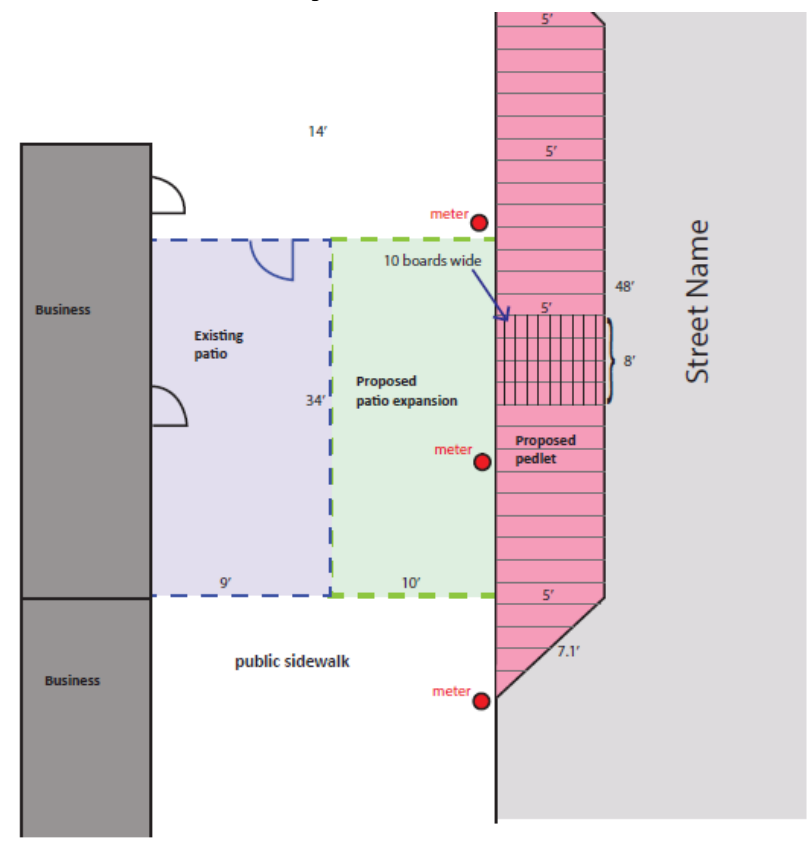 5′
14′
5′
meter
10 boards wide
48′
Street Name
5′
Business
Existing
patio
8′
Proposed
patio expansion
34′
Proposed
pedlet
meter
9′
10′
5′
7.1′
public sidewalk
Business
meter